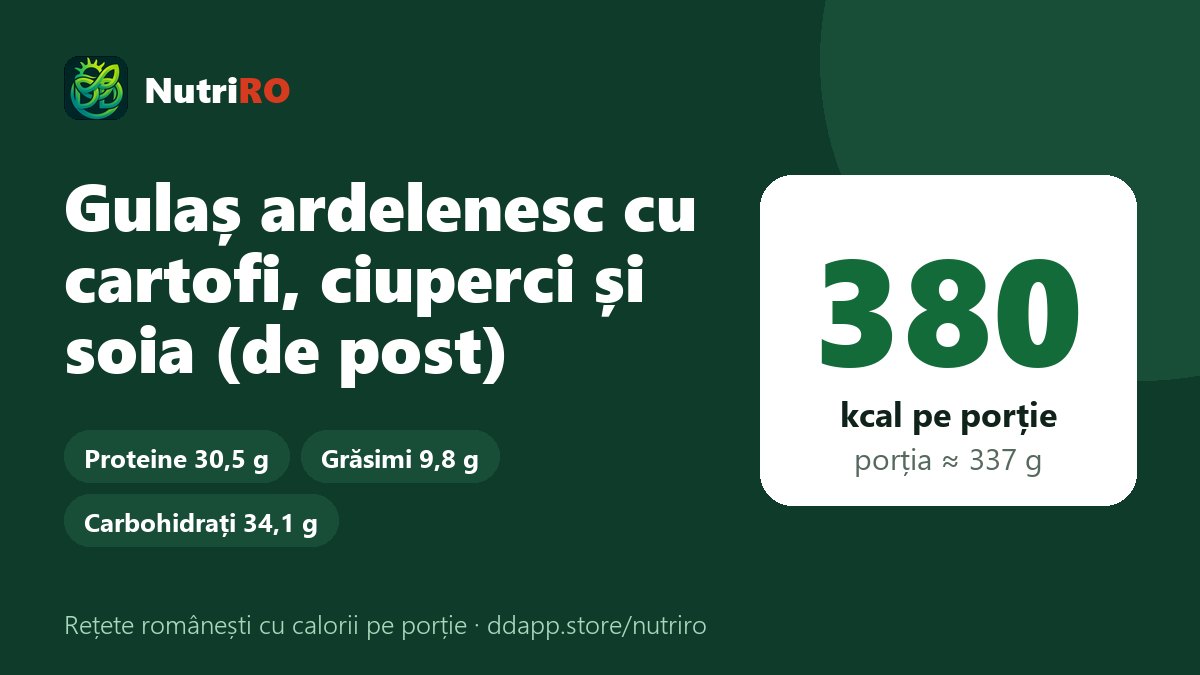 NutriRO
Gulaș ardelenesc cu
cartofi, ciuperci și
soia (de post)
Proteine 30,5 g
Grăsimi 9,8 g
Carbohidrați 34,1 g
380
kcal pe porție
porția ≈ 337 g
Rețete românești cu calorii pe porție · ddapp.store/nutriro